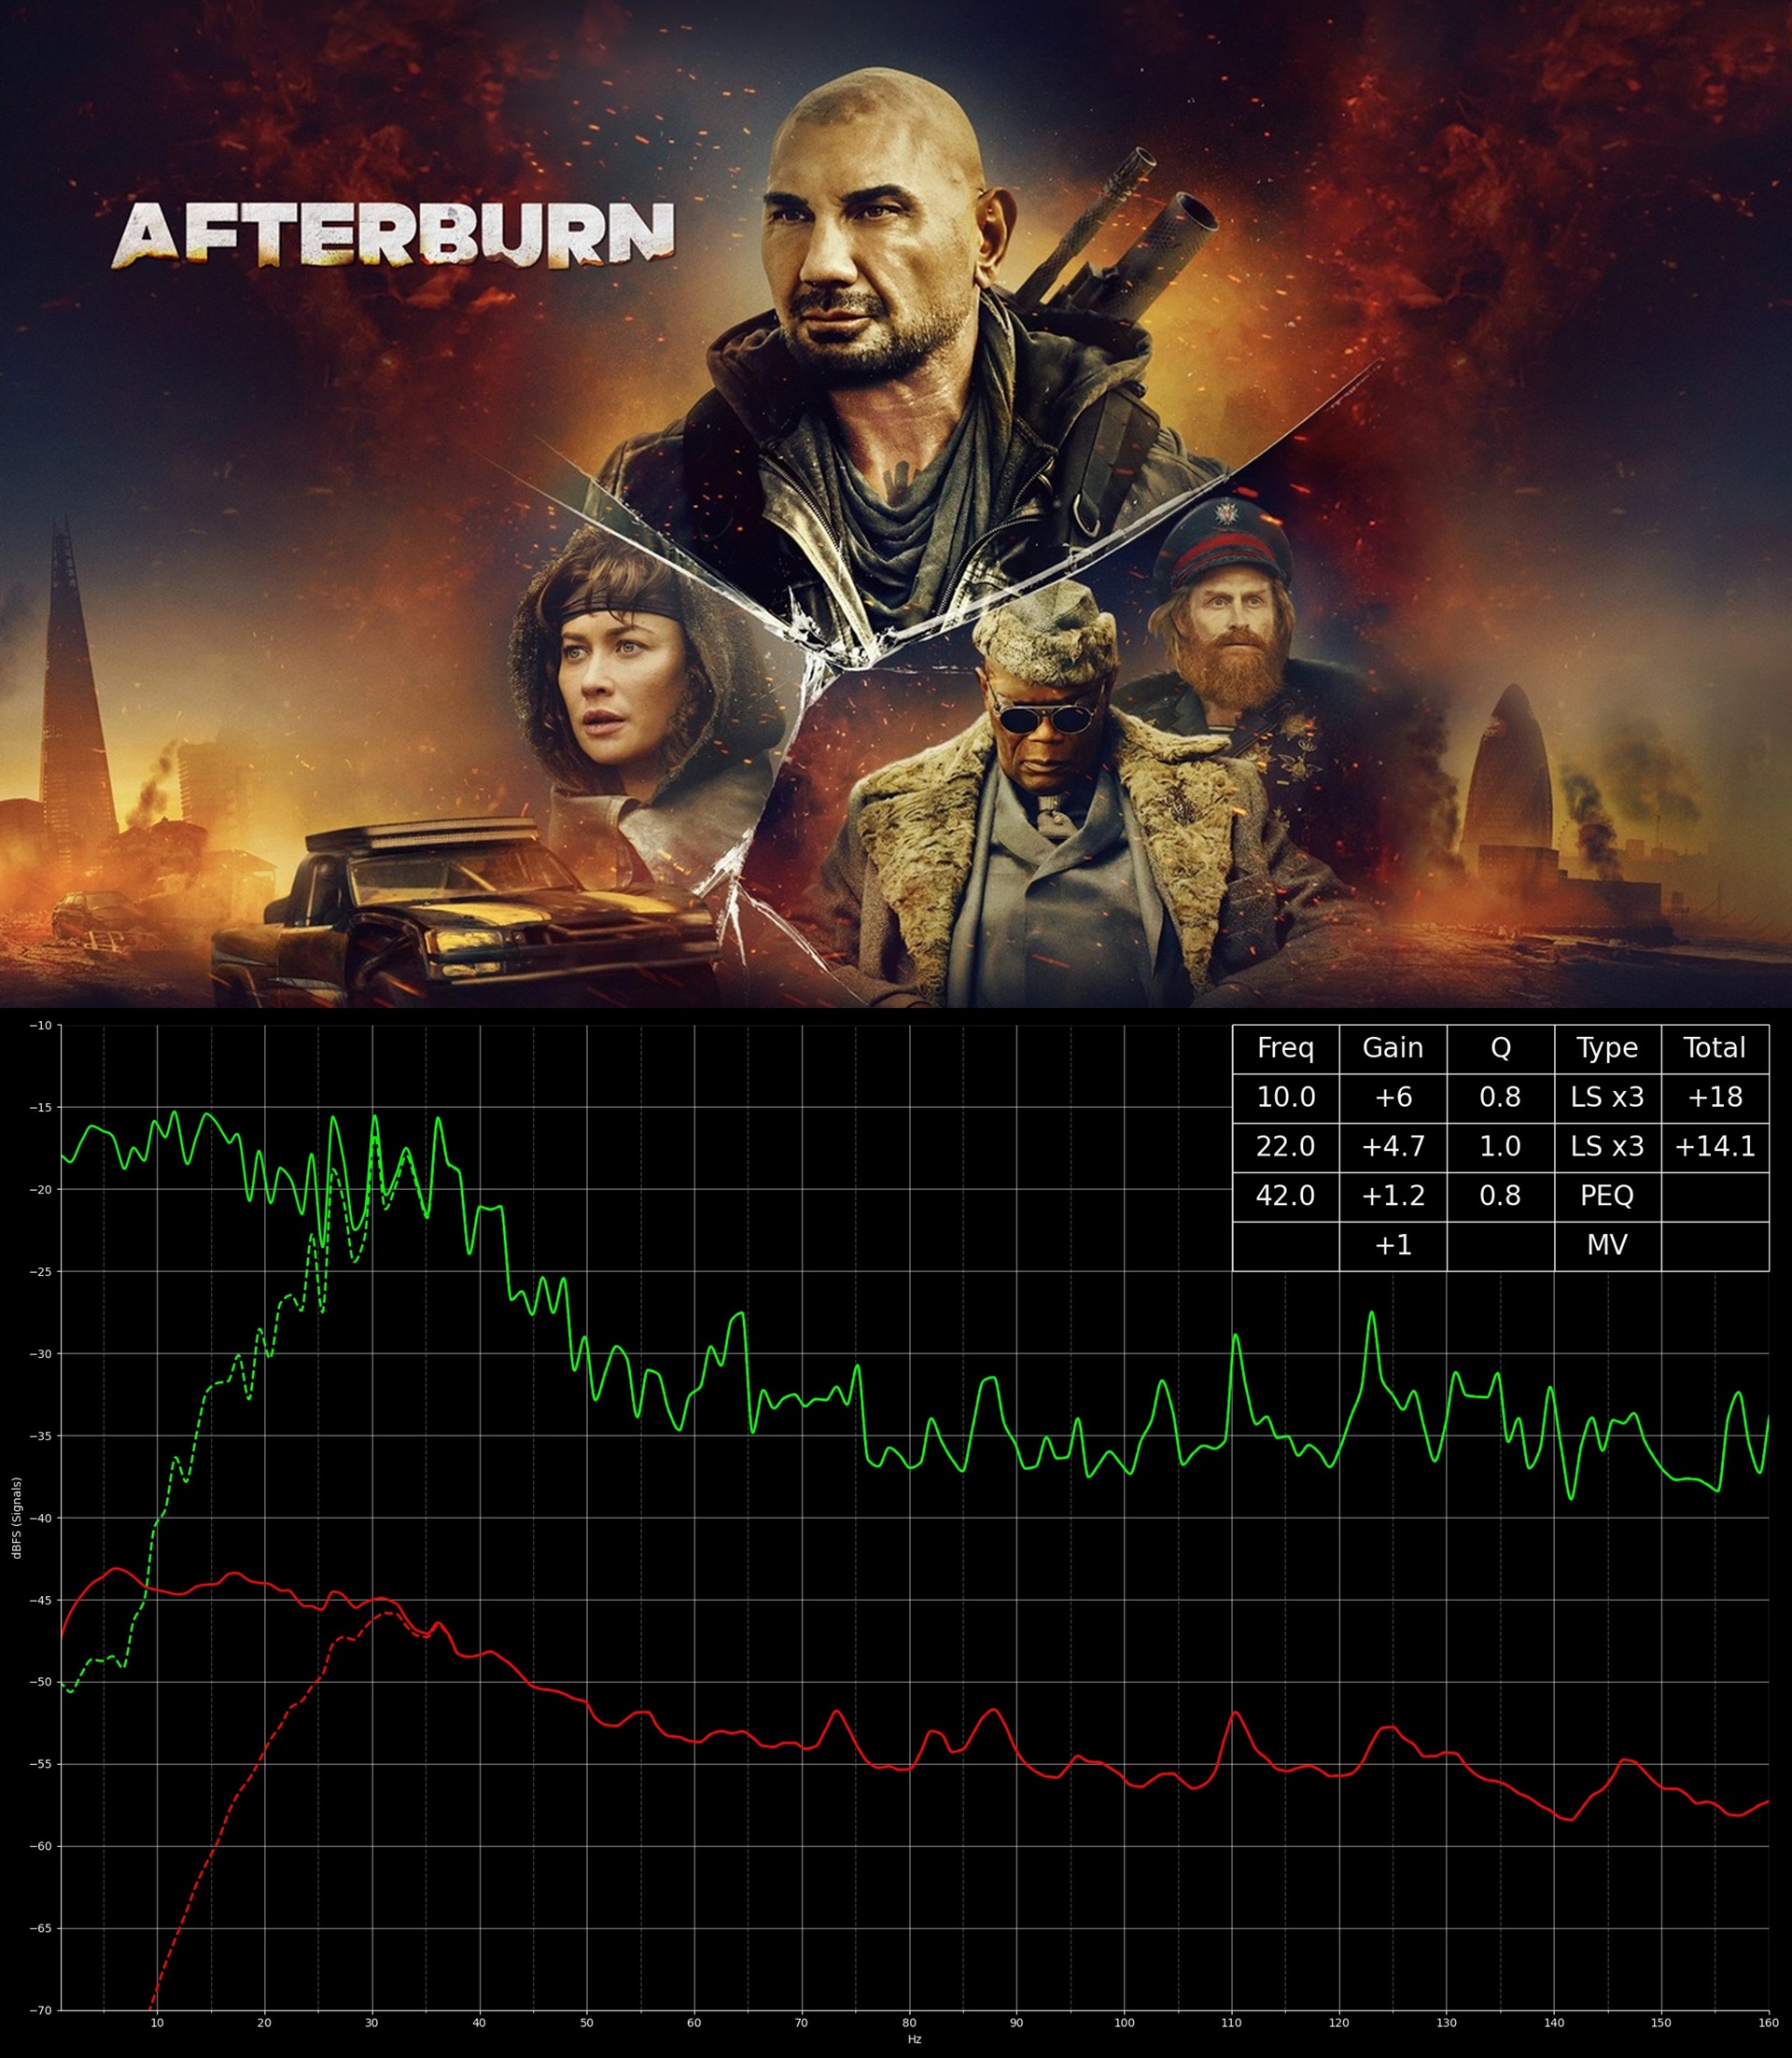 AFTERBURN
Freq Gain Q Type Total
10.0 +6 0.8 LS x3 +18
22.0 +4.7 1.0 LS x3 +14.1
42.0 +1.2 0.8 PEQ
+1 MV
−10
−15
−20
−25
−30
−35
−40
−45
−50
−55
−60
−65
−70
dBFS (Signals)
10 20 30 40 50 60 70 80 90 100 110 120 130 140 150 160
Hz